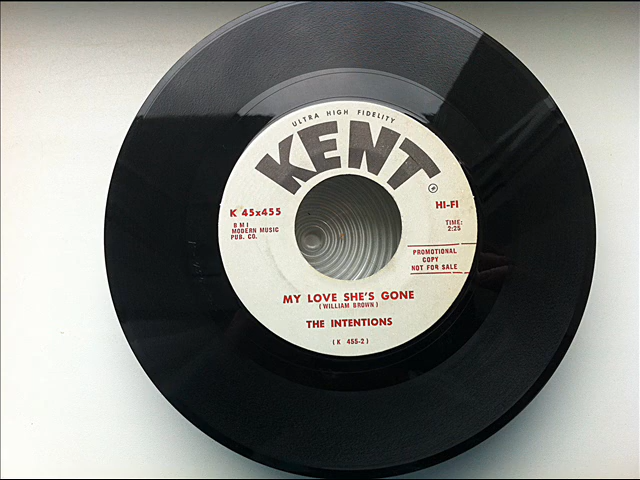 ULTRA HIGH FIDELITY
KENT
®
K 45x455
HI-FI
BMI
MODERN MUSIC
PUB. CO.
TIME:
2:25
PROMOTIONAL
COPY
NOT FOR SALE
MY LOVE SHE'S GONE
(WILLIAM BROWN)
THE INTENTIONS
(K 455-2)